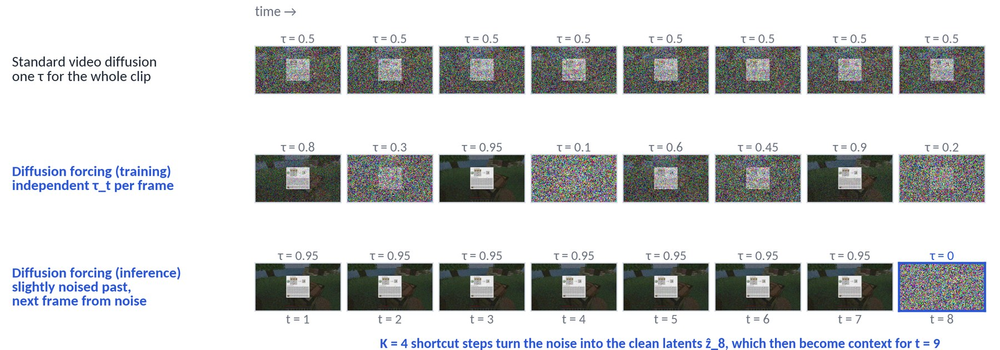 time →
τ = 0.5 τ = 0.5 τ = 0.5 τ = 0.5 τ = 0.5 τ = 0.5 τ = 0.5 τ = 0.5
Standard video diffusion
one τ for the whole clip
τ = 0.8 τ = 0.3 τ = 0.95 τ = 0.1 τ = 0.6 τ = 0.45 τ = 0.9 τ = 0.2
Diffusion forcing (training)
independent τ_t per frame
τ = 0.95 τ = 0.95 τ = 0.95 τ = 0.95 τ = 0.95 τ = 0.95 τ = 0.95 τ = 0
Diffusion forcing (inference)
slightly noised past,
next frame from noise
t = 1 t = 2 t = 3 t = 4 t = 5 t = 6 t = 7 t = 8
K = 4 shortcut steps turn the noise into the clean latents ẑ_8, which then become context for t = 9